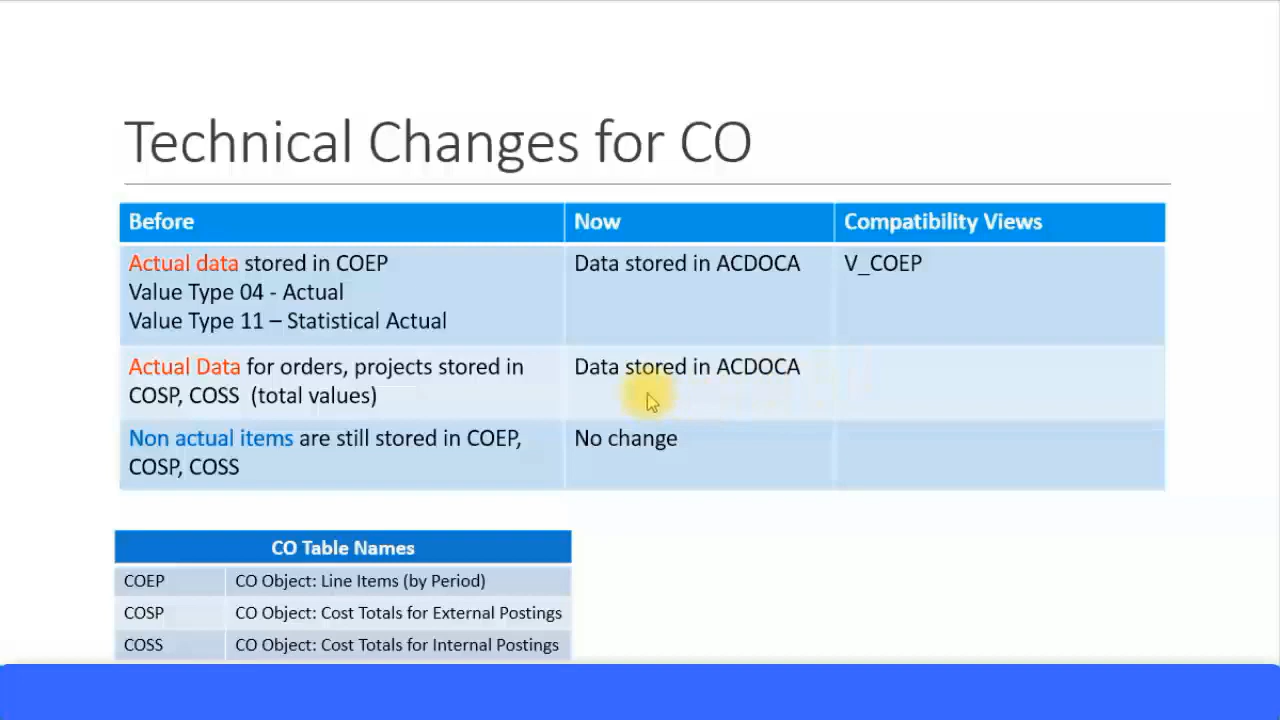 Technical Changes for CO
Before
Now
Compatibility Views
Actual data stored in COEP
Value Type 04 - Actual
Value Type 11 – Statistical Actual
Data stored in ACDOCA
V_COEP
Actual Data for orders, projects stored in
COSP, COSS (total values)
Data stored in ACDOCA
Non actual items are still stored in COEP,
COSP, COSS
No change
CO Table Names
COEP
CO Object: Line Items (by Period)
COSP
CO Object: Cost Totals for External Postings
COSS
CO Object: Cost Totals for Internal Postings